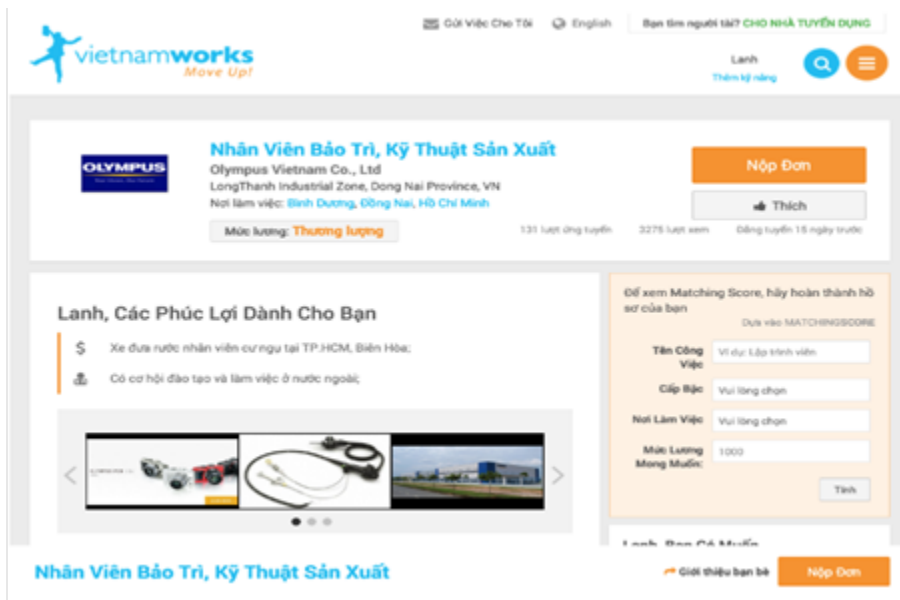 Gửi Việc Cho Tôi English Bạn tìm người tài? CHO NHÀ TUYỂN DỤNG
vietnamworks
Move Up!
Lanh
Thêm kỹ năng
OLYMPUS
Nhân Viên Bảo Trì, Kỹ Thuật Sản Xuất
Olympus Vietnam Co., Ltd
LongThanh Industrial Zone, Dong Nai Province, VN
Nơi làm việc: Bình Dương, Đồng Nai, Hồ Chí Minh
Mức lương: Thương lượng
131 lượt ứng tuyển 3275 lượt xem Đăng tuyển 15 ngày trước
Nộp Đơn
Thích
Lanh, Các Phúc Lợi Dành Cho Bạn
Xe đưa rước nhân viên cư ngụ tại TP.HCM, Biên Hòa;
Có cơ hội đào tạo và làm việc ở nước ngoài;
Để xem Matching Score, hãy hoàn thành hồ
sơ của bạn
Dựa vào MATCHINGSCORE
Tên Công
Việc
Ví dụ: Lập trình viên
Cấp Bậc Vui lòng chọn
Nơi Làm Việc Vui lòng chọn
Mức Lương
Mong Muốn:
1000
Tính
Lanh, Bạn Có Muốn
Nhân Viên Bảo Trì, Kỹ Thuật Sản Xuất
Giới thiệu bạn bè Nộp Đơn